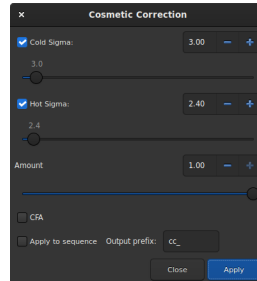 × Cosmetic Correction
Cold Sigma: 3.00 − +
3.0
Hot Sigma: 2.40 − +
2.4
Amount 1.00 − +
CFA
Apply to sequence Output prefix: cc_
Close Apply